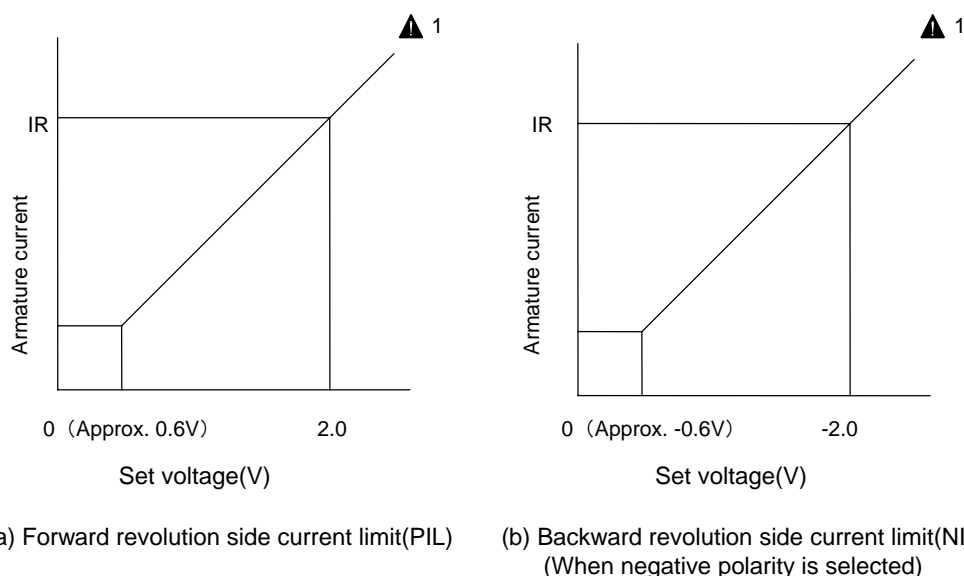 1
IR
Armature current
0（Approx. 0.6V）
2.0
Set voltage(V)
a) Forward revolution side current limit(PIL)
1
IR
Armature current
0（Approx. -0.6V）
-2.0
Set voltage(V)
(b) Backward revolution side current limit(NI
(When negative polarity is selected)